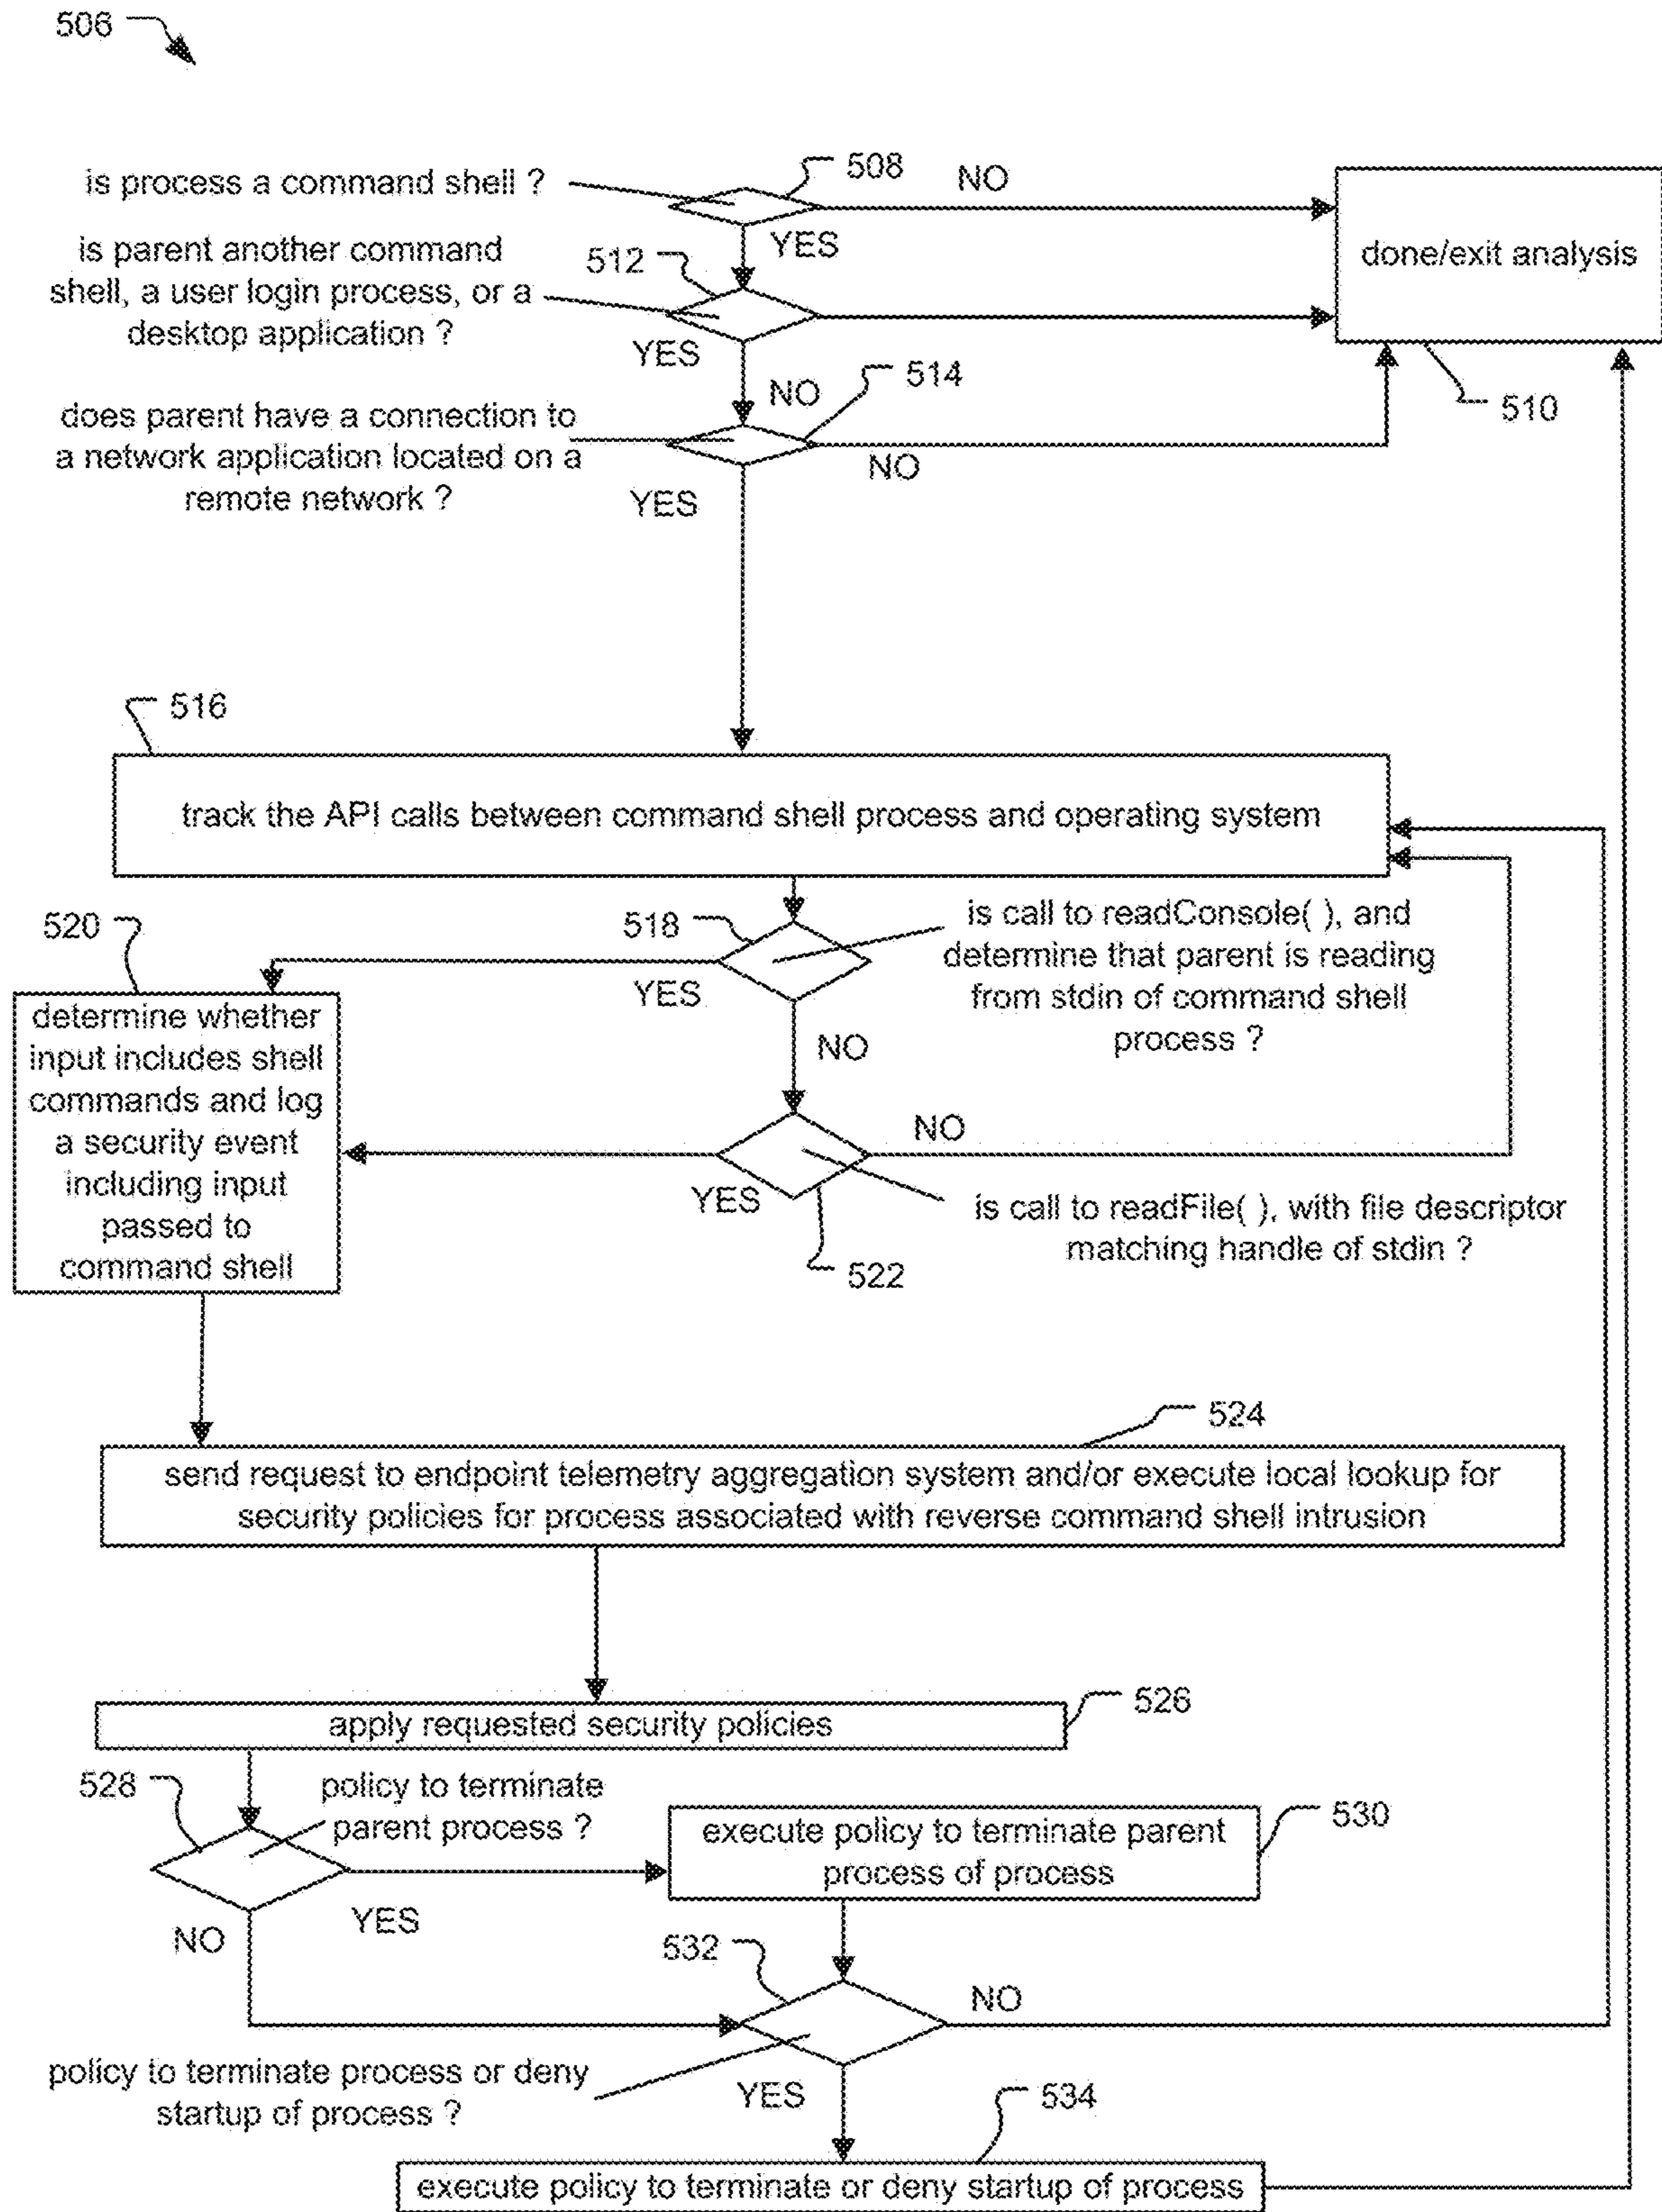 506
508
NO
is process a command shell ?
YES
is parent another command
shell, a user login process, or a
desktop application ?
512
done/exit analysis
YES
NO
514
510
does parent have a connection to
a network application located on a
remote network ?
NO
YES
516
track the API calls between command shell process and operating system
520
518
is call to readConsole( ), and
determine that parent is reading
from stdin of command shell
process ?
YES
NO
determine whether
input includes shell
commands and log
a security event
including input
passed to
command shell
NO
YES
is call to readFile( ), with file descriptor
matching handle of stdin ?
522
524
send request to endpoint telemetry aggregation system and/or execute local lookup for
security policies for process associated with reverse command shell intrusion
526
apply requested security policies
528
policy to terminate
parent process ?
530
execute policy to terminate parent
process of process
YES
NO
532
NO
policy to terminate process or deny
startup of process ?
YES
534
execute policy to terminate or deny startup of process